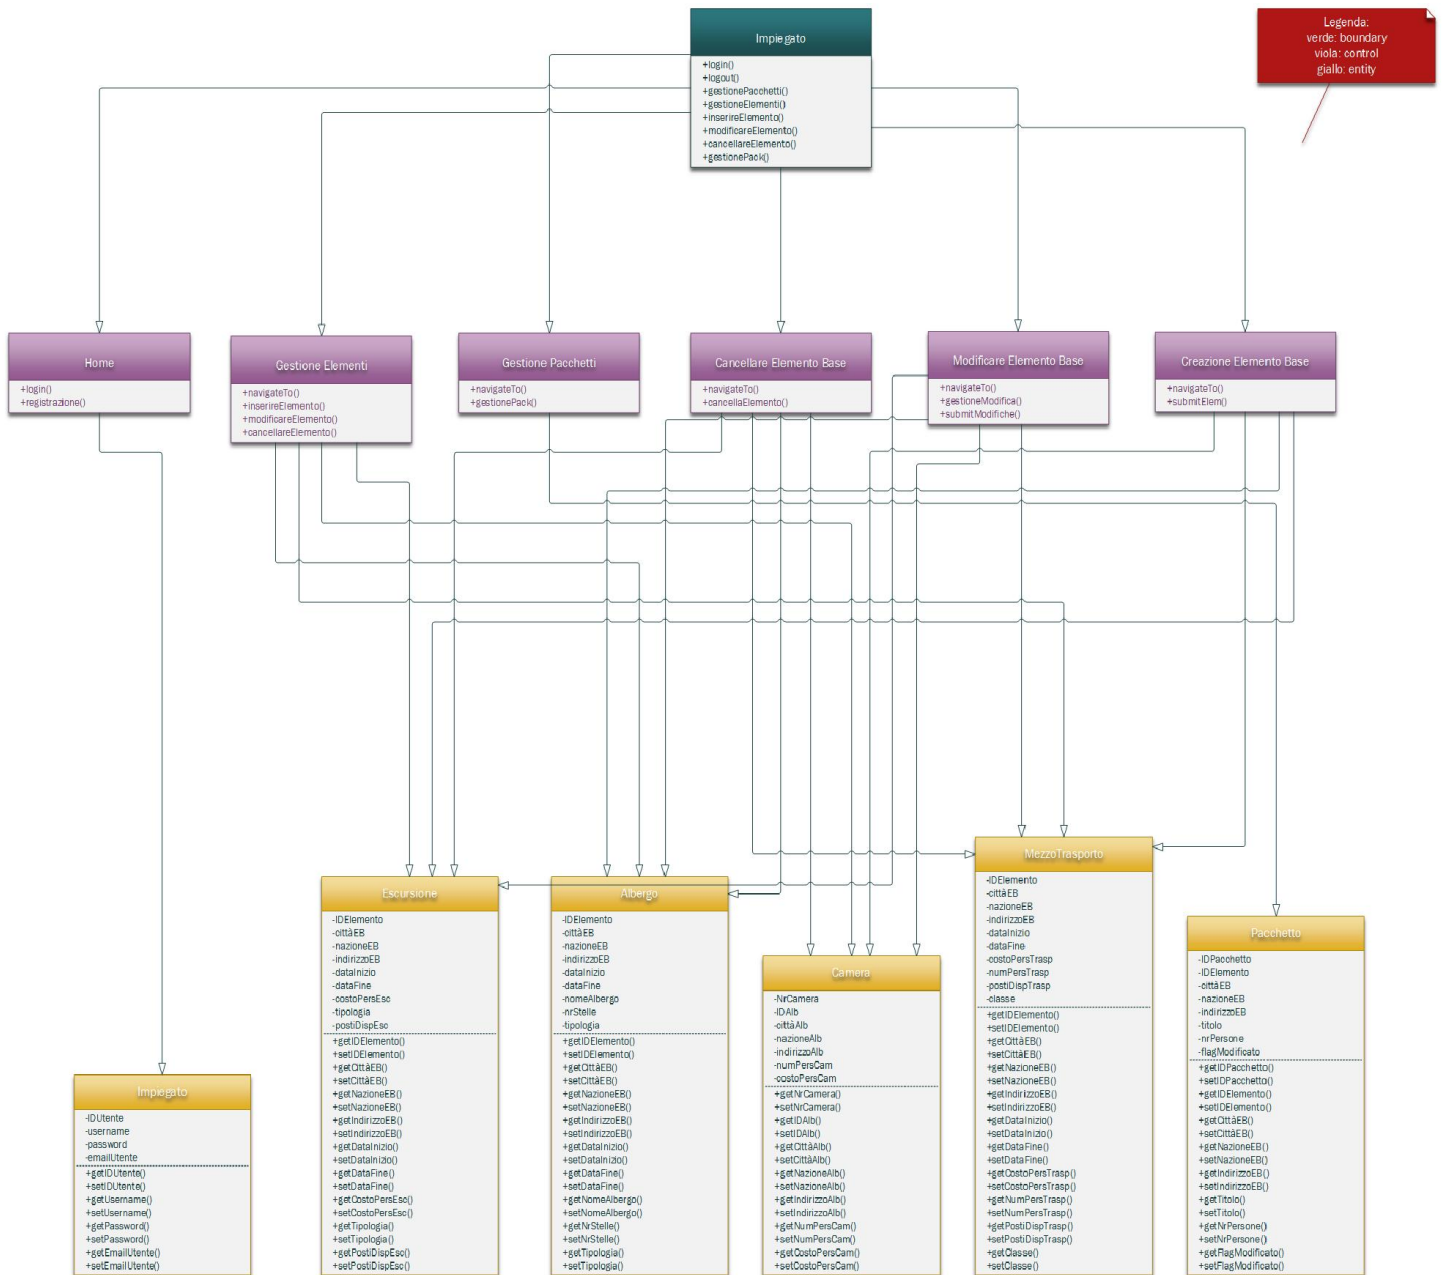 Impiegato
+login()
+logout()
+gestionePacchetti()
+gestioneElementi()
+inserireElemento()
+modificareElemento()
+cancellareElemento()
+gestionePack()
Legenda:
verde: boundary
viola: control
giallo: entity
Home
+login()
+registrazione()
Gestione Elementi
+navigateTo()
+inserireElemento()
+modificareElemento()
+cancellareElemento()
Gestione Pacchetti
+navigateTo()
+gestionePack()
Cancellare Elemento Base
+navigateTo()
+cancellaElemento()
Modificare Elemento Base
+navigateTo()
+gestioneModifica()
+submitModifiche()
Creazione Elemento Base
+navigateTo()
+submitElem()
Impiegato
-IDUtente
-username
-password
-emailUtente
+getIDUtente()
+setIDUtente()
+getUsername()
+setUsername()
+getPassword()
+setPassword()
+getEmailUtente()
+setEmailUtente()
Escursione
-IDElemento
-cittàEB
-nazioneEB
-indirizzoEB
-dataInizio
-dataFine
-costoPersEsc
-tipologia
-postiDispEsc
+getIDElemento()
+setIDElemento()
+getCittàEB()
+setCittàEB()
+getNazioneEB()
+setNazioneEB()
+getIndirizzoEB()
+setIndirizzoEB()
+getDataInizio()
+setDataInizio()
+getDataFine()
+setDataFine()
+getCostoPersEsc()
+setCostoPersEsc()
+getTipologia()
+setTipologia()
+getPostiDispEsc()
+setPostiDispEsc()
Albergo
-IDElemento
-cittàEB
-nazioneEB
-indirizzoEB
-dataInizio
-dataFine
-nomeAlbergo
-nrStelle
-tipologia
+getIDElemento()
+setIDElemento()
+getCittàEB()
+setCittàEB()
+getNazioneEB()
+setNazioneEB()
+getIndirizzoEB()
+setIndirizzoEB()
+getDataInizio()
+setDataInizio()
+getDataFine()
+setDataFine()
+getNomeAlbergo()
+setNomeAlbergo()
+getNrStelle()
+setNrStelle()
+getTipologia()
+setTipologia()
Camera
-NrCamera
-IDAlb
-cittàAlb
-nazioneAlb
-indirizzoAlb
-numPersCam
-costoPersCam
+getNrCamera()
+setNrCamera()
+getIDAlb()
+setIDAlb()
+getCittàAlb()
+setCittàAlb()
+getNazioneAlb()
+setNazioneAlb()
+getIndirizzoAlb()
+setIndirizzoAlb()
+getNumPersCam()
+setNumPersCam()
+getCostoPersCam()
+setCostoPersCam()
MezzoTrasporto
-IDElemento
-cittàEB
-nazioneEB
-indirizzoEB
-dataInizio
-dataFine
-costoPersTrasp
-numPersTrasp
-postiDispTrasp
-classe
+getIDElemento()
+setIDElemento()
+getCittàEB()
+setCittàEB()
+getNazioneEB()
+setNazioneEB()
+getIndirizzoEB()
+setIndirizzoEB()
+getDataInizio()
+setDataInizio()
+getDataFine()
+setDataFine()
+getCostoPersTrasp()
+setCostoPersTrasp()
+getNumPersTrasp()
+setNumPersTrasp()
+getPostiDispTrasp()
+setPostiDispTrasp()
+getClasse()
+setClasse()
Pacchetto
-IDPacchetto
-IDElemento
-cittàEB
-nazioneEB
-indirizzoEB
-titolo
-nrPersone
-flagModificato
+getIDPacchetto()
+setIDPacchetto()
+getIDElemento()
+setIDElemento()
+getCittàEB()
+setCittàEB()
+getNazioneEB()
+setNazioneEB()
+getIndirizzoEB()
+setIndirizzoEB()
+getTitolo()
+setTitolo()
+getNrPersone()
+setNrPersone()
+getFlagModificato()
+setFlagModificato()